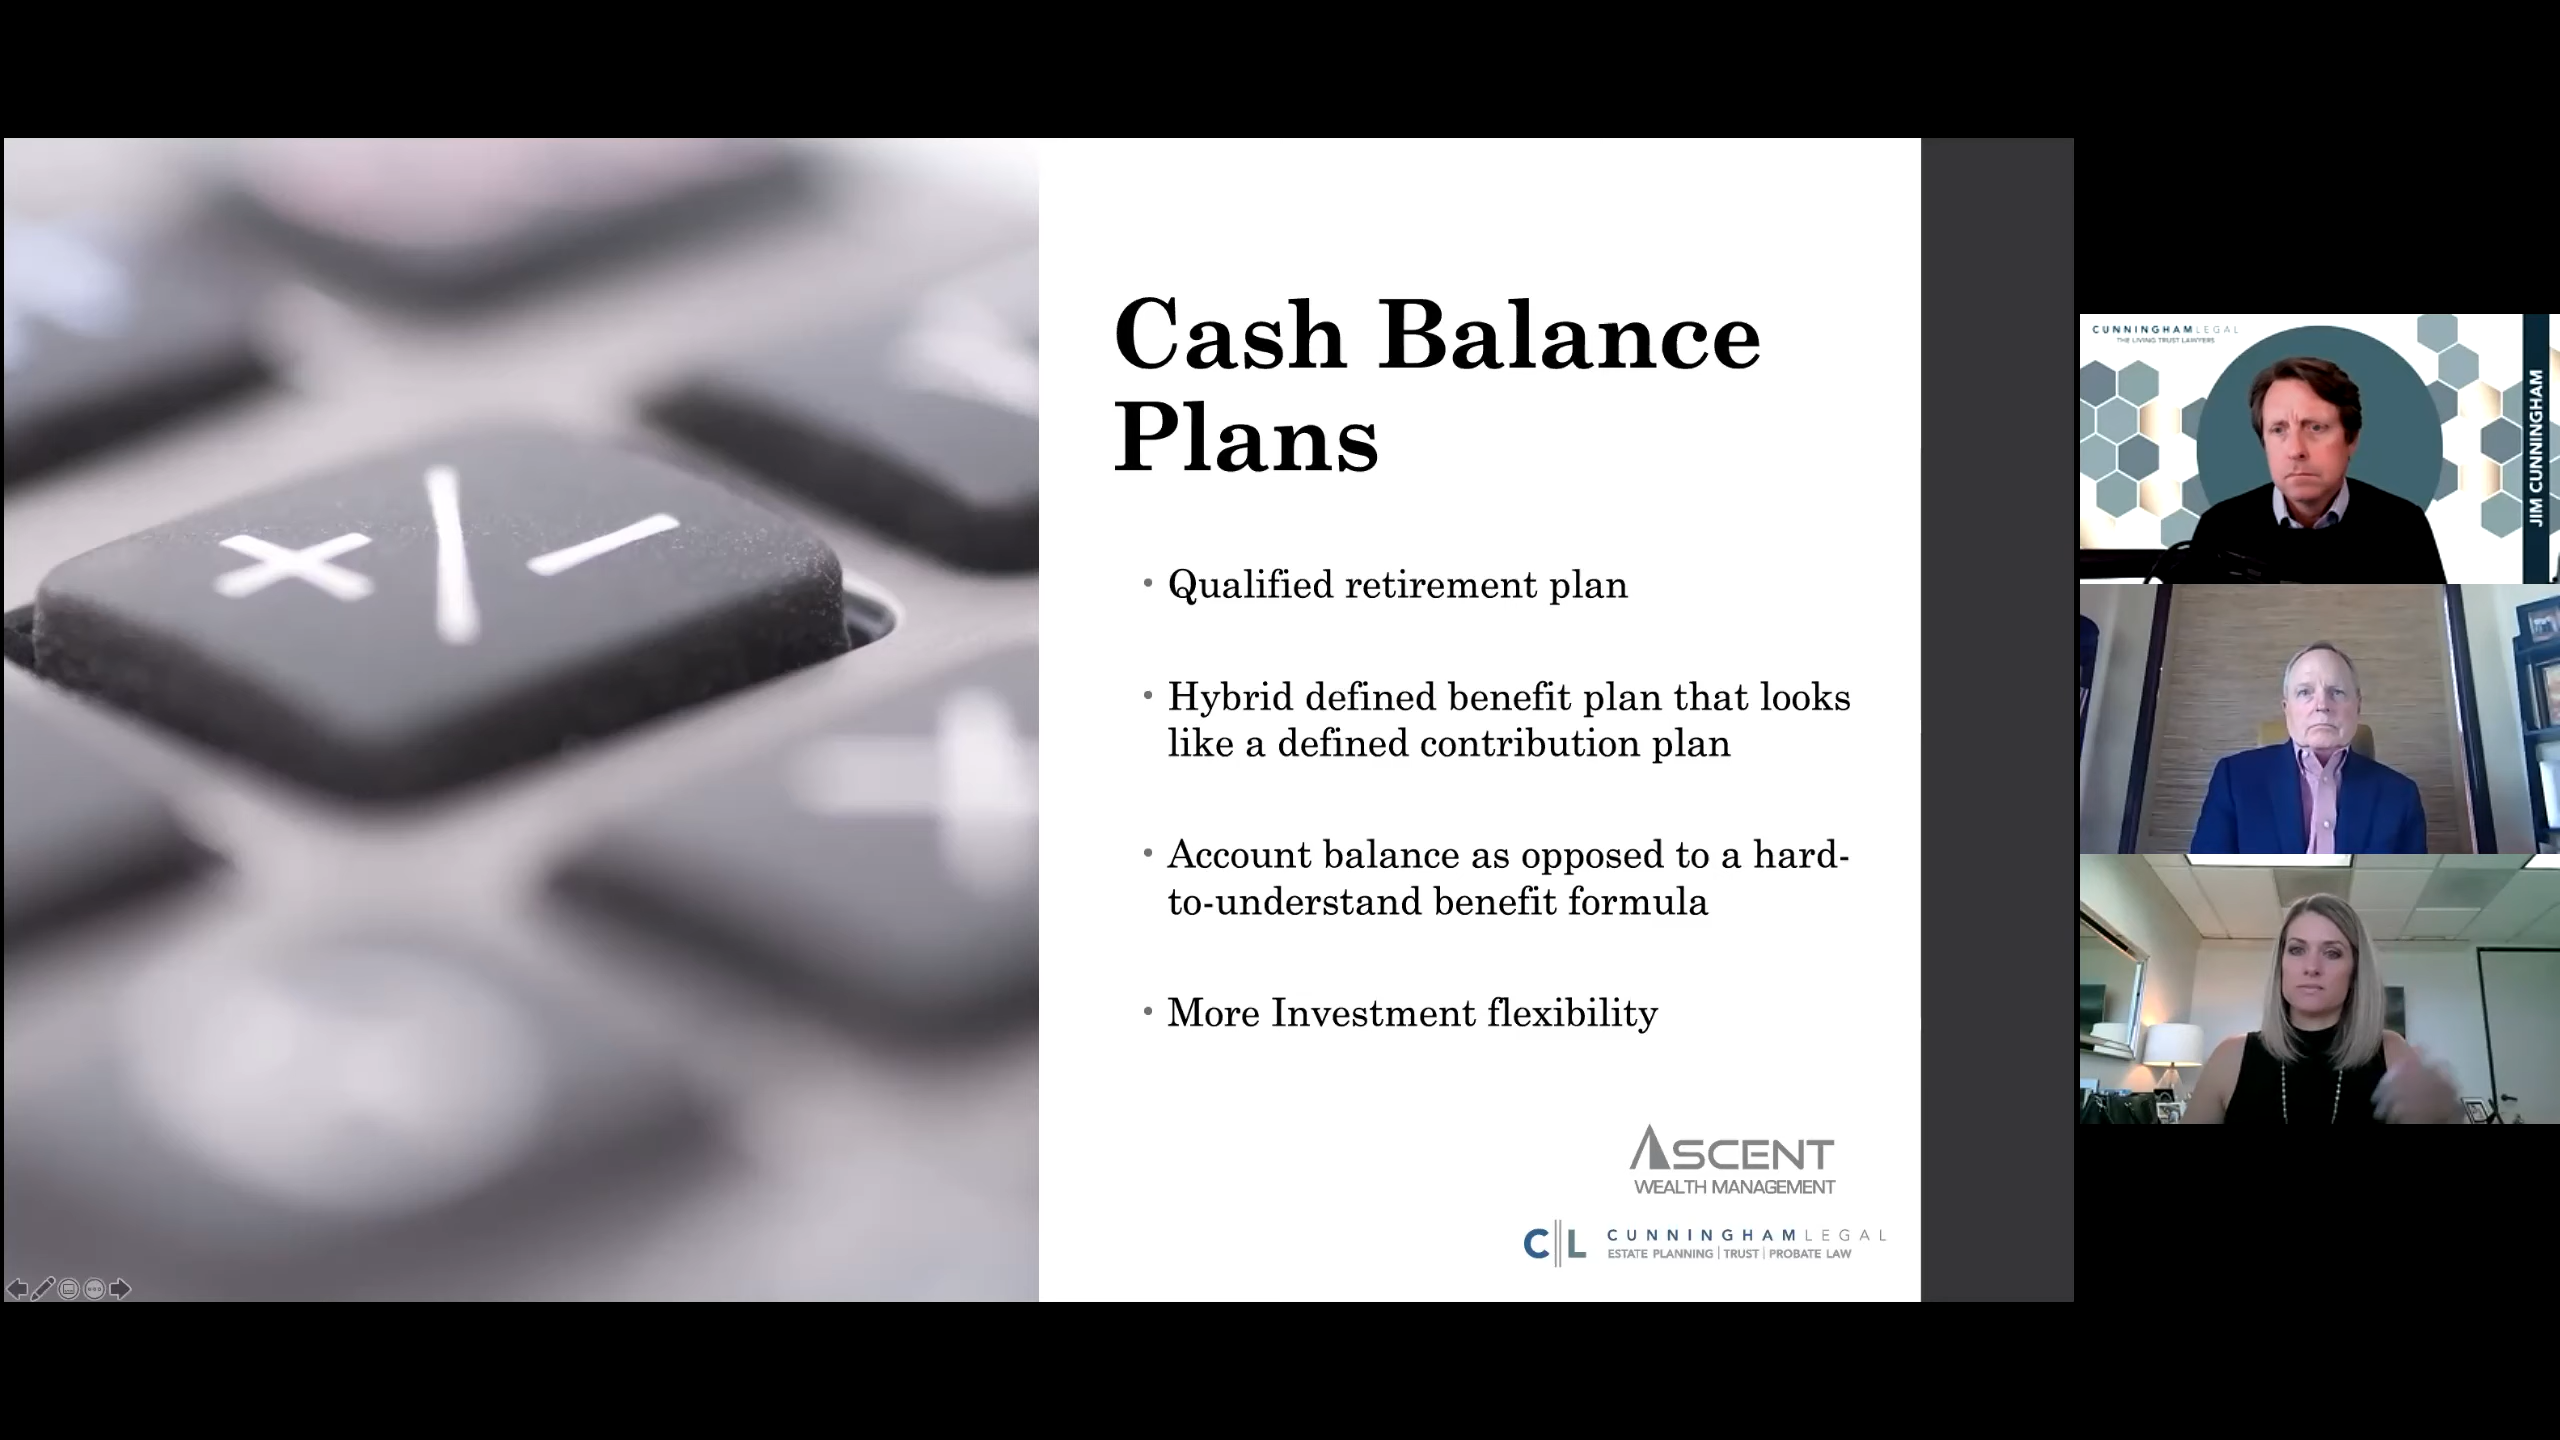 Cash Balance
Plans
• Qualified retirement plan
• Hybrid defined benefit plan that looks
like a defined contribution plan
• Account balance as opposed to a hard-
to-understand benefit formula
• More Investment flexibility
ASCENT
WEALTH MANAGEMENT
C L CUNNINGHAMLEGAL
ESTATE PLANNING | TRUST | PROBATE LAW
CUNNINGHAMLEGAL
THE LIVING TRUST LAWYERS
JIM CUNNINGHAM
+/-